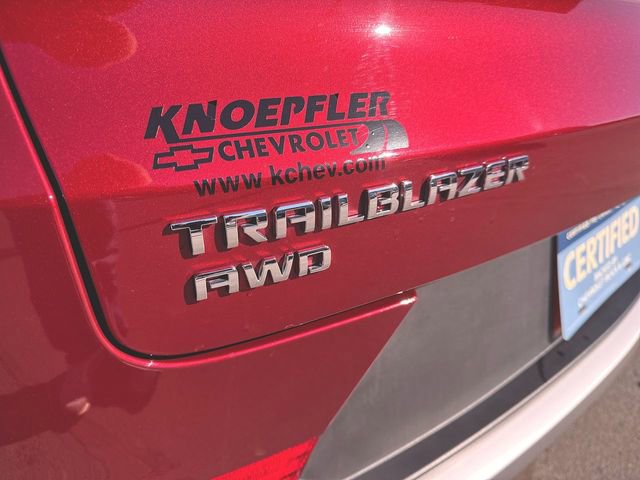 KNOEPFLER
CHEVROLET
www.kchev.com
TRAILBLAZER
AWD
CERTIFIED